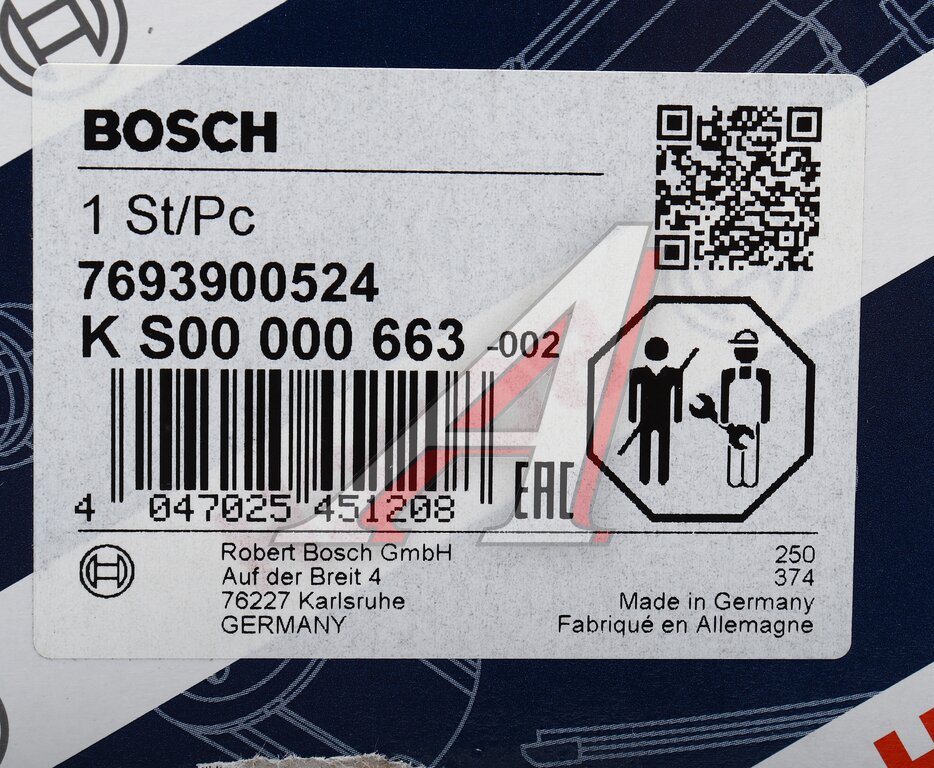 BOSCH
1 St/Pc
7693900524
K S00 000 663 -002
4 047025 451208
EAC
Robert Bosch GmbH
Auf der Breit 4
76227 Karlsruhe
GERMANY
250
374
Made in Germany
Fabriqué en Allemagne